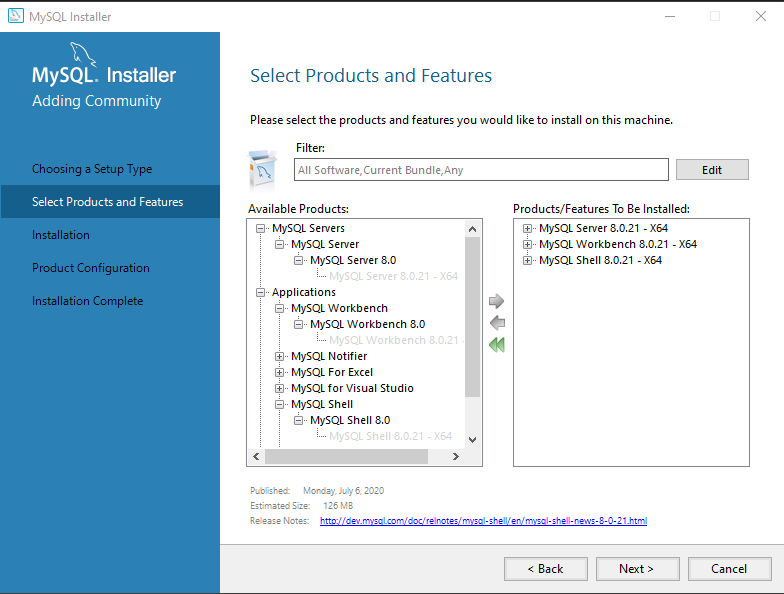 MySQL Installer
MySQL. Installer
Adding Community
Choosing a Setup Type
Select Products and Features
Installation
Product Configuration
Installation Complete
Select Products and Features
Please select the products and features you would like to install on this machine.
Filter:
All Software,Current Bundle,Any
Edit
Available Products:
MySQL Servers
MySQL Server
MySQL Server 8.0
MySQL Server 8.0.21 - X64
Applications
MySQL Workbench
MySQL Workbench 8.0
MySQL Workbench 8.0.21
MySQL Notifier
MySQL For Excel
MySQL for Visual Studio
MySQL Shell
MySQL Shell 8.0
MySQL Shell 8.0.21 - X64
Products/Features To Be Installed:
MySQL Server 8.0.21 - X64
MySQL Workbench 8.0.21 - X64
MySQL Shell 8.0.21 - X64
Published: Monday, July 6, 2020
Estimated Size: 126 MB
Release Notes: http://dev.mysql.com/doc/relnotes/mysql-shell/en/mysql-shell-news-8-0-21.html
< Back Next > Cancel